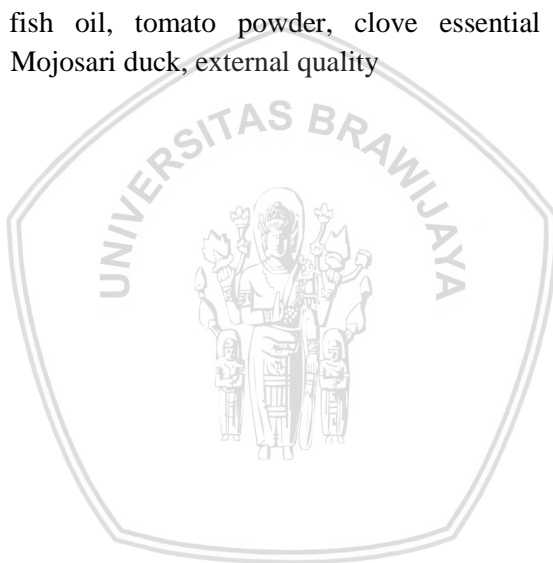 fish oil, tomato powder, clove essential
Mojosari duck, external quality
UNIVERSITAS BRAWIJAYA